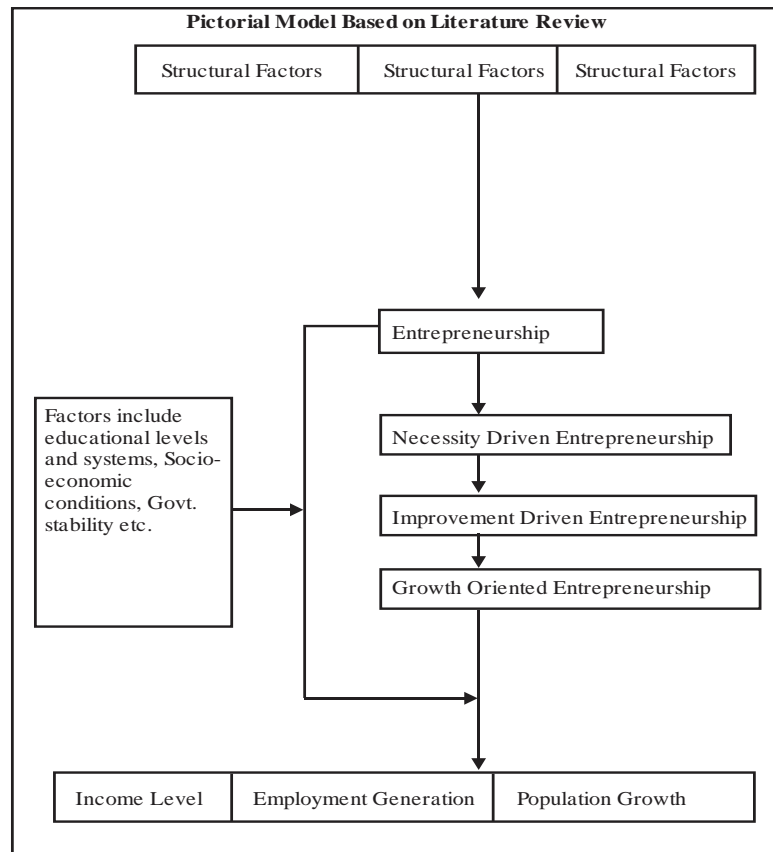 Pictorial Model Based on Literature Review
Structural Factors Structural Factors Structural Factors
Entrepreneurship
Factors include
educational levels
and systems, Socio-
economic
conditions, Govt.
stability etc.
Necessity Driven Entrepreneurship
Improvement Driven Entrepreneurship
Growth Oriented Entrepreneurship
Income Level Employment Generation Population Growth